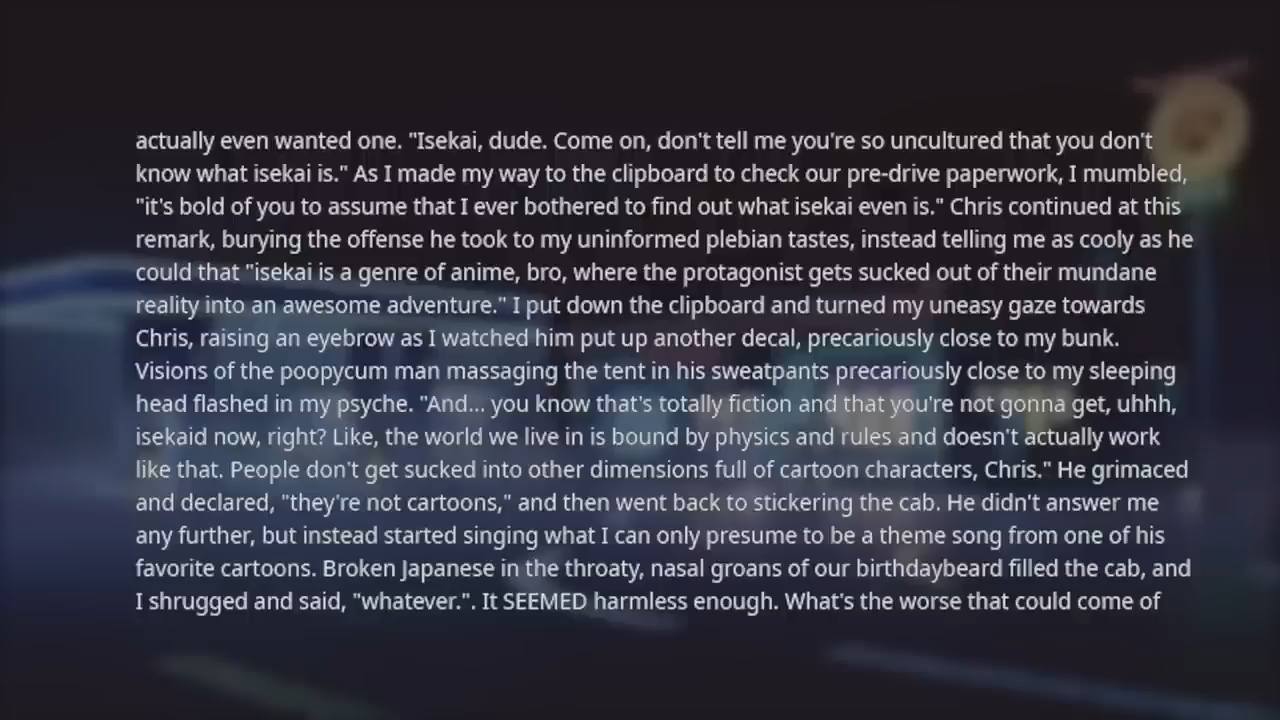 actually even wanted one. "Isekai, dude. Come on, don't tell me you're so uncultured that you don't
know what isekai is." As I made my way to the clipboard to check our pre-drive paperwork, I mumbled,
"it's bold of you to assume that I ever bothered to find out what isekai even is." Chris continued at this
remark, burying the offense he took to my uninformed plebian tastes, instead telling me as cooly as he
could that "isekai is a genre of anime, bro, where the protagonist gets sucked out of their mundane
reality into an awesome adventure." I put down the clipboard and turned my uneasy gaze towards
Chris, raising an eyebrow as I watched him put up another decal, precariously close to my bunk.
Visions of the poopycum man massaging the tent in his sweatpants precariously close to my sleeping
head flashed in my psyche. "And... you know that's totally fiction and that you're not gonna get, uhhh,
isekaid now, right? Like, the world we live in is bound by physics and rules and doesn't actually work
like that. People don't get sucked into other dimensions full of cartoon characters, Chris." He grimaced
and declared, "they're not cartoons," and then went back to stickering the cab. He didn't answer me
any further, but instead started singing what I can only presume to be a theme song from one of his
favorite cartoons. Broken Japanese in the throaty, nasal groans of our birthdaybeard filled the cab, and
I shrugged and said, "whatever.". It SEEMED harmless enough. What's the worse that could come of